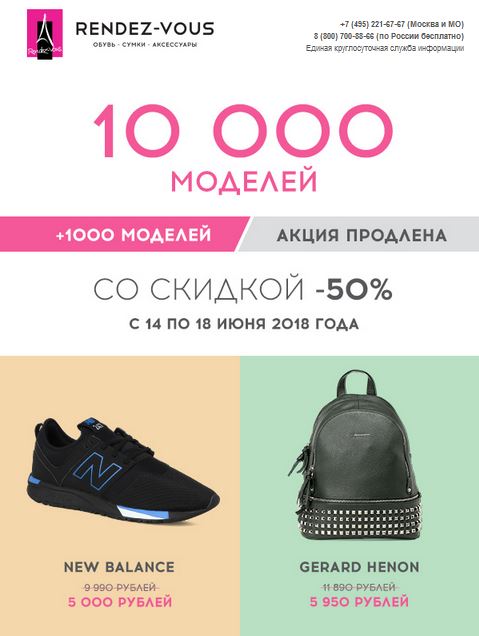 Rendez-Vous
RENDEZ-VOUS
ОБУВЬ · СУМКИ · АКСЕССУАРЫ
+7 (495) 221-67-67 (Москва и МО)
8 (800) 700-88-66 (по России бесплатно)
Единая круглосуточная служба информации
10 000
МОДЕЛЕЙ
+1000 МОДЕЛЕЙ
АКЦИЯ ПРОДЛЕНА
СО СКИДКОЙ -50%
С 14 ПО 18 ИЮНЯ 2018 ГОДА
N
NEW BALANCE
9 990 РУБЛЕЙ
5 000 РУБЛЕЙ
GERARD HENON
11 890 РУБЛЕЙ
5 950 РУБЛЕЙ